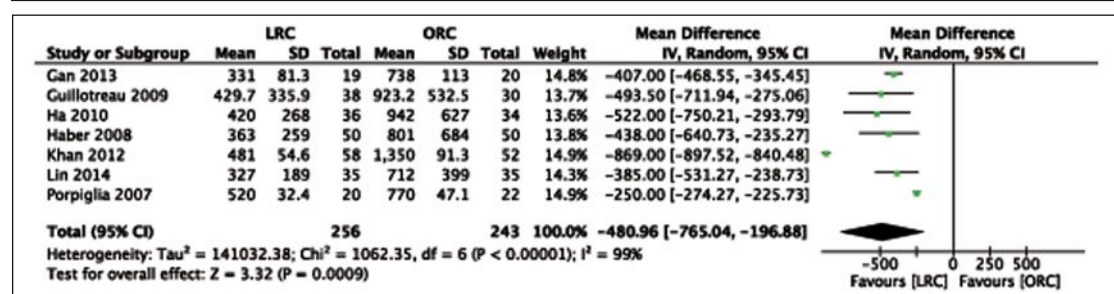 LRC ORC Mean Difference Mean Difference
Study or Subgroup Mean SD Total Mean SD Total Weight IV, Random, 95% CI IV, Random, 95% CI
Gan 2013 331 81.3 19 738 113 20 14.8% −407.00 [−468.55, −345.45]
Guillotreau 2009 429.7 335.9 38 923.2 532.5 30 13.7% −493.50 [−711.94, −275.06]
Ha 2010 420 268 36 942 627 34 13.6% −522.00 [−750.21, −293.79]
Haber 2008 363 259 50 801 684 50 13.8% −438.00 [−640.73, −235.27]
Khan 2012 481 54.6 58 1,350 91.3 52 14.9% −869.00 [−897.52, −840.48]
Lin 2014 327 189 35 712 399 35 14.3% −385.00 [−531.27, −238.73]
Porpiglia 2007 520 32.4 20 770 47.1 22 14.9% −250.00 [−274.27, −225.73]
Total (95% CI) 256 243 100.0% −480.96 [−765.04, −196.88]
Heterogeneity: Tau² = 141032.38; Chi² = 1062.35, df = 6 (P < 0.00001); I² = 99%
Test for overall effect: Z = 3.32 (P = 0.0009)
−500 0 250 500
Favours [LRC] Favours [ORC]